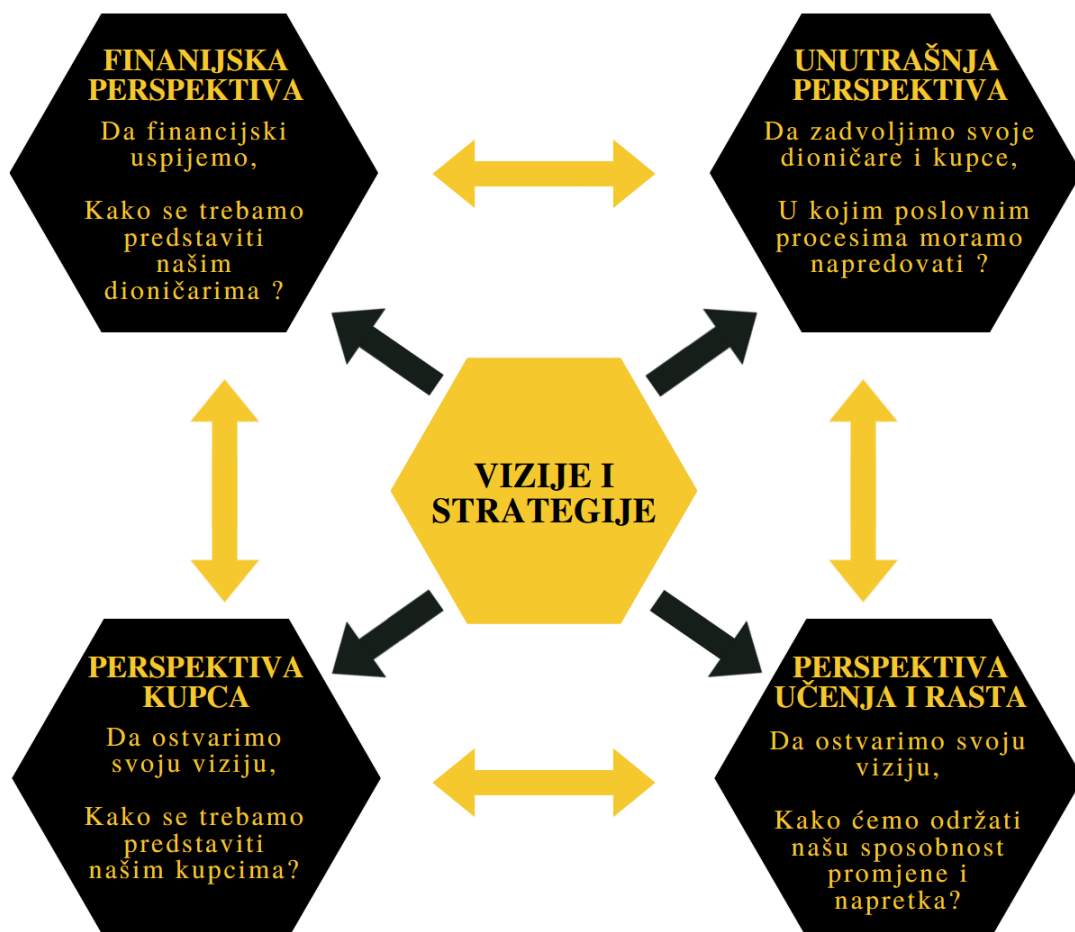 FINANIJSKA
PERSPEKTIVA
Da financijski
uspijemo,
Kako se trebamo
predstaviti
našim
dioničarima ?
UNUTRAŠNJA
PERSPEKTIVA
Da zadvoljimo svoje
dioničare i kupce,
U kojim poslovnim
procesima moramo
napredovati ?
VIZIJE I
STRATEGIJE
PERSPEKTIVA
KUPCA
Da ostvarimo
svoju viziju,
Kako se trebamo
predstaviti
našim kupcima?
PERSPEKTIVA
UČENJA I RASTA
Da ostvarimo svoju
viziju,
Kako ćemo održati
našu sposobnost
promjene i
napretka?